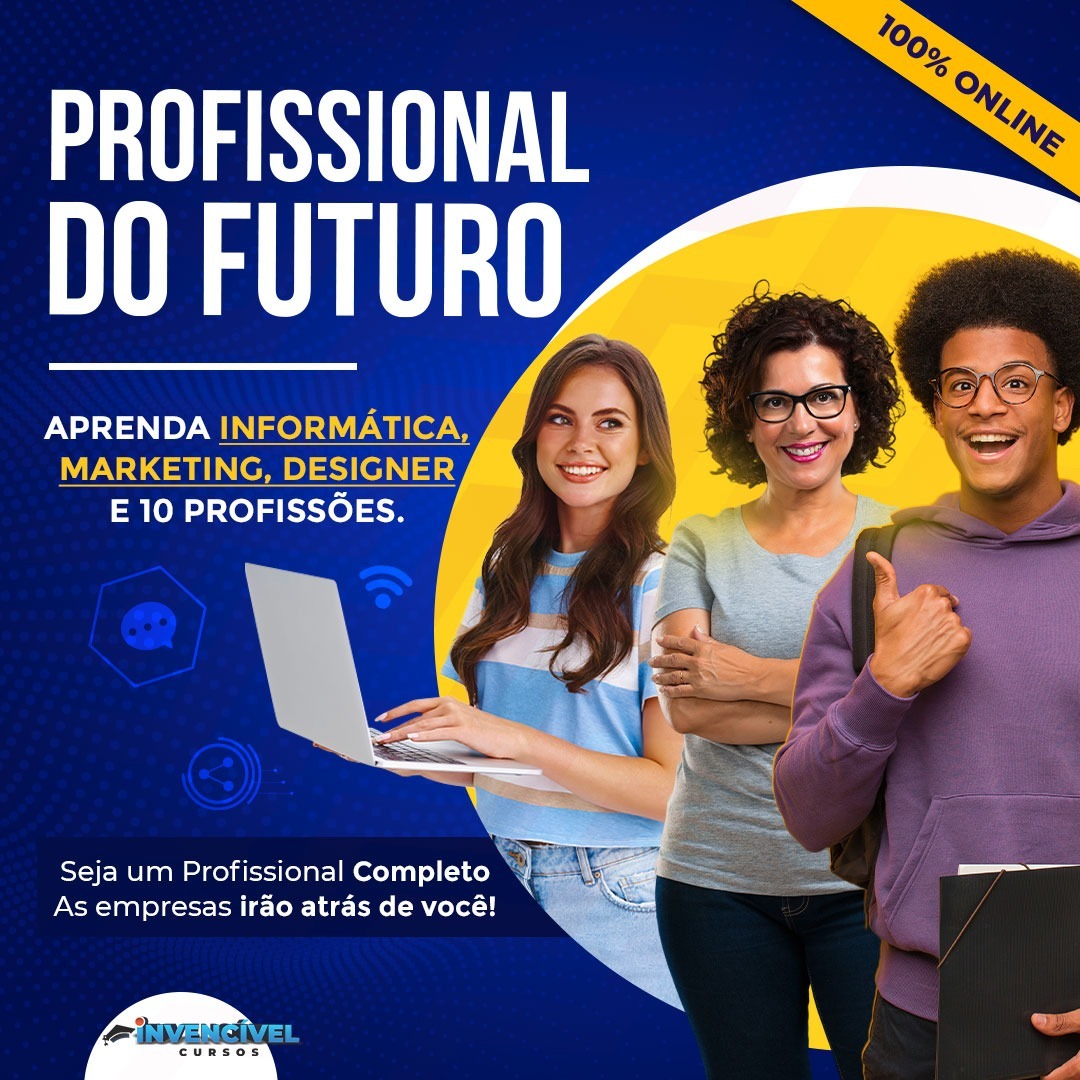 100% ONLINE
PROFISSIONAL
DO FUTURO
APRENDA INFORMÁTICA,
MARKETING, DESIGNER
E 10 PROFISSÕES.
Seja um Profissional Completo
As empresas irão atrás de você!
INVENCÍVEL
CURSOS